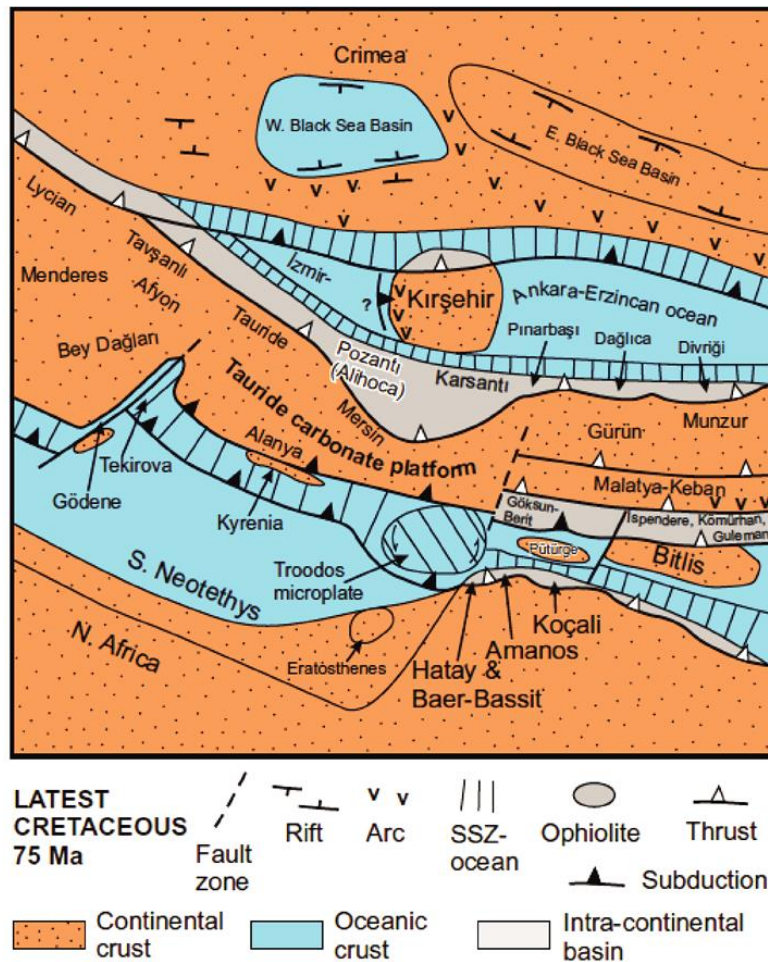 Crimea
W. Black Sea Basin
E. Black Sea Basin
Lycian
Tavşanlı
Menderes
Afyon
İzmir-
?
Kırşehir
Ankara-Erzincan ocean
Bey Dağları
Tauride
Pozantı
(Alihoca)
Karsantı
Pınarbaşı
Dağlıca
Divriği
Mersin
Tauride carbonate platform
Gürün
Munzur
Alanya
Malatya-Keban
Tekirova
Gödene
Kyrenia
Göksun-
Berit
İspendere, Kömürhan,
Guleman
Pütürge
Bitlis
S. Neotethys
Troodos
microplate
N. Africa
Eratosthenes
Koçali
Amanos
Hatay &
Baer-Bassit
LATEST
CRETACEOUS
75 Ma
Fault
zone
Rift
Arc
SSZ-
ocean
Ophiolite
Thrust
Subduction
Continental
crust
Oceanic
crust
Intra-continental
basin